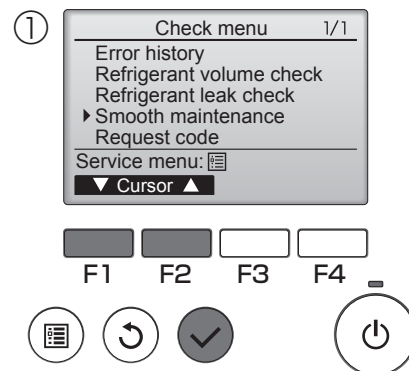 ①
Check menu 1/1
Error history
Refrigerant volume check
Refrigerant leak check
Smooth maintenance
Request code
Service menu:
▼ Cursor ▲
F1 F2 F3 F4